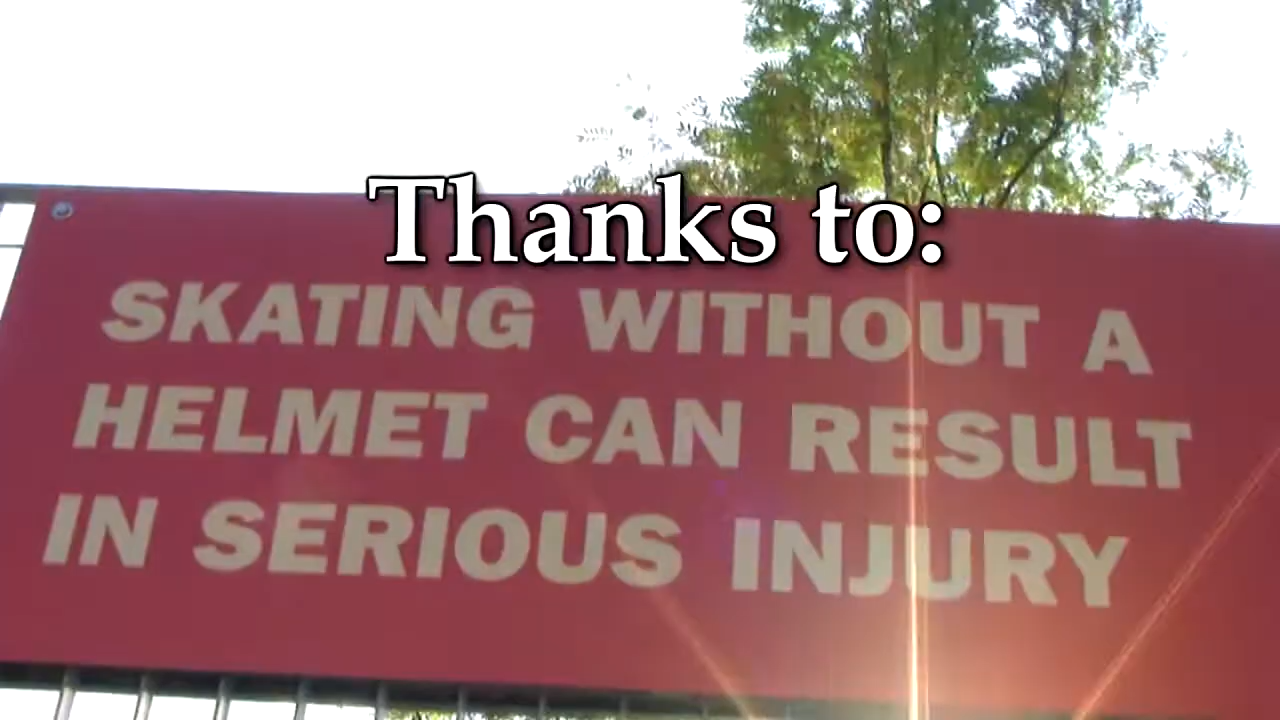 Thanks to:
SKATING WITHOUT A
HELMET CAN RESULT
IN SERIOUS INJURY